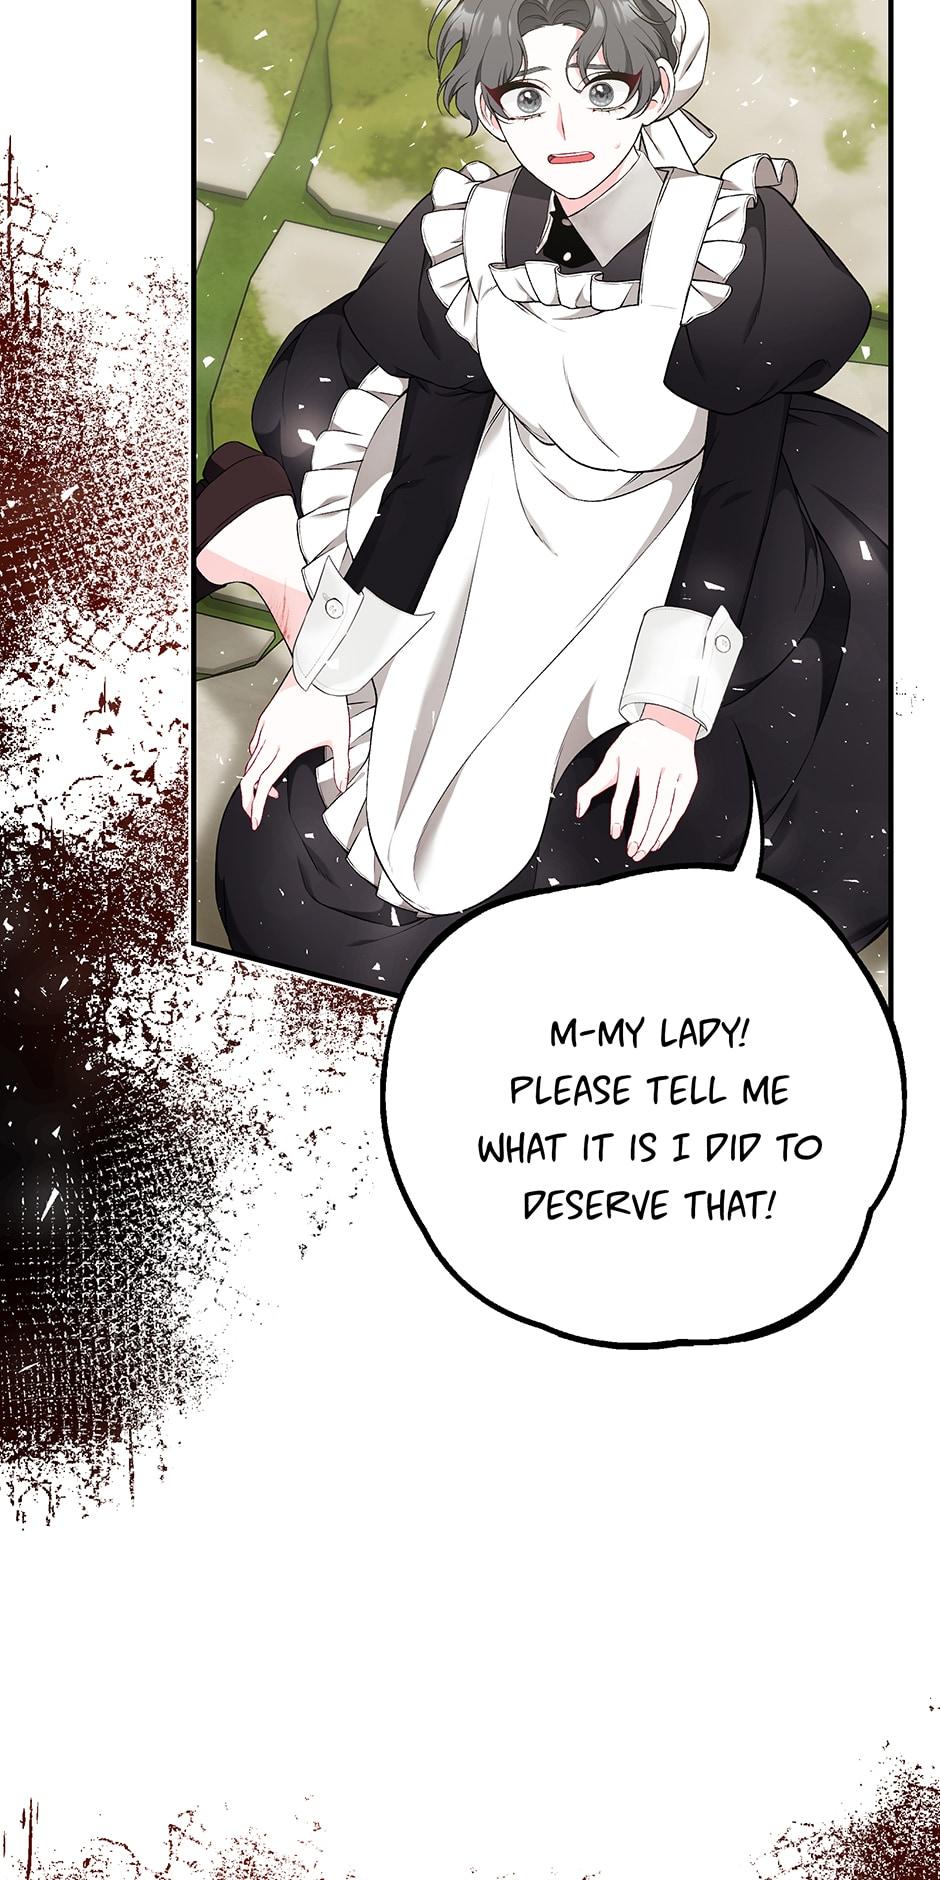 M-MY LADY!
PLEASE TELL ME
WHAT IT IS I DID TO
DESERVE THAT!